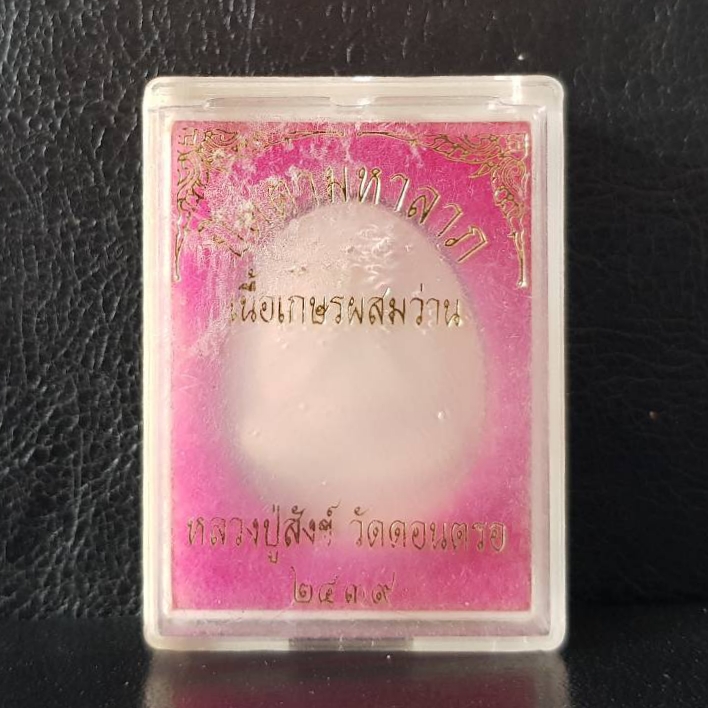 ปิดตามหาลาภ
เนื้อเกษรผสมว่าน
หลวงปู่สังข์ วัดดอนตรอ
๒๕๓๙